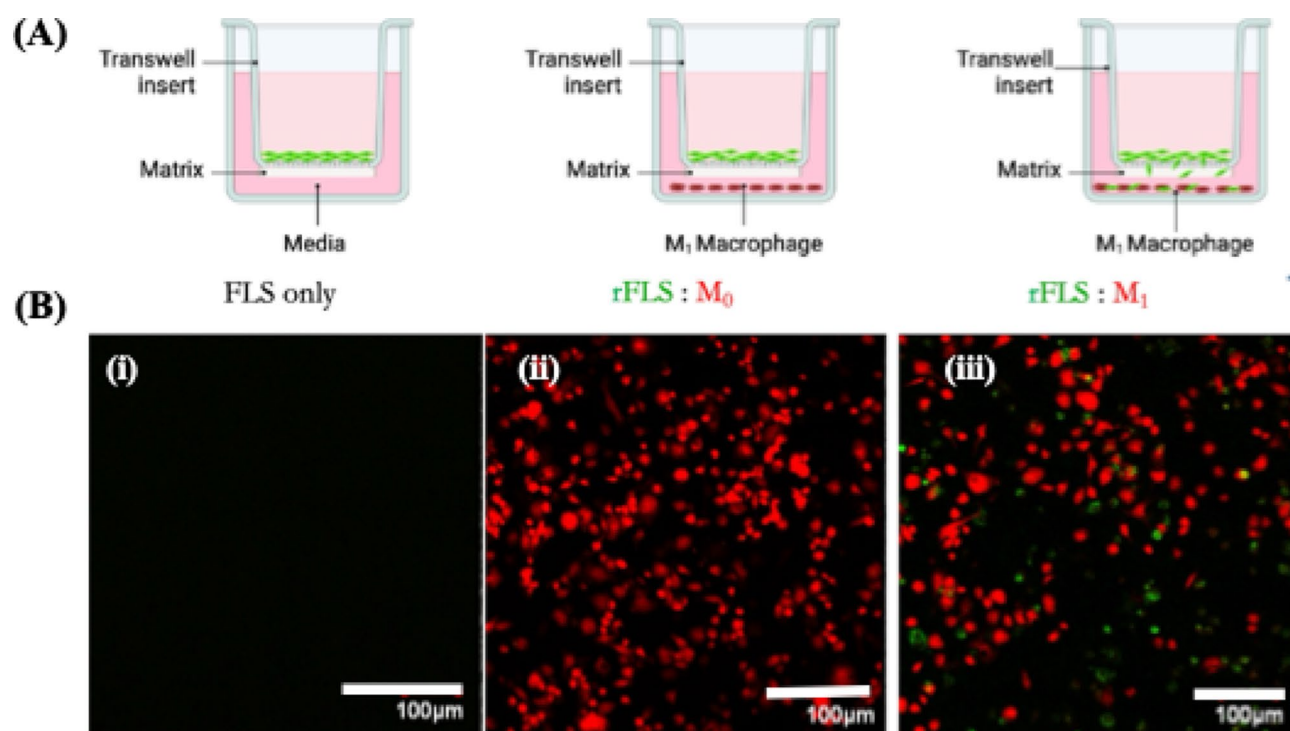 (A)
Transwell
insert
Matrix
Media
Transwell
insert
Matrix
M₁ Macrophage
Transwell
insert
Matrix
M₁ Macrophage
FLS only
rFLS : M₀
rFLS : M₁
(B)
(i)
(ii)
(iii)
100µm
100µm
100µm